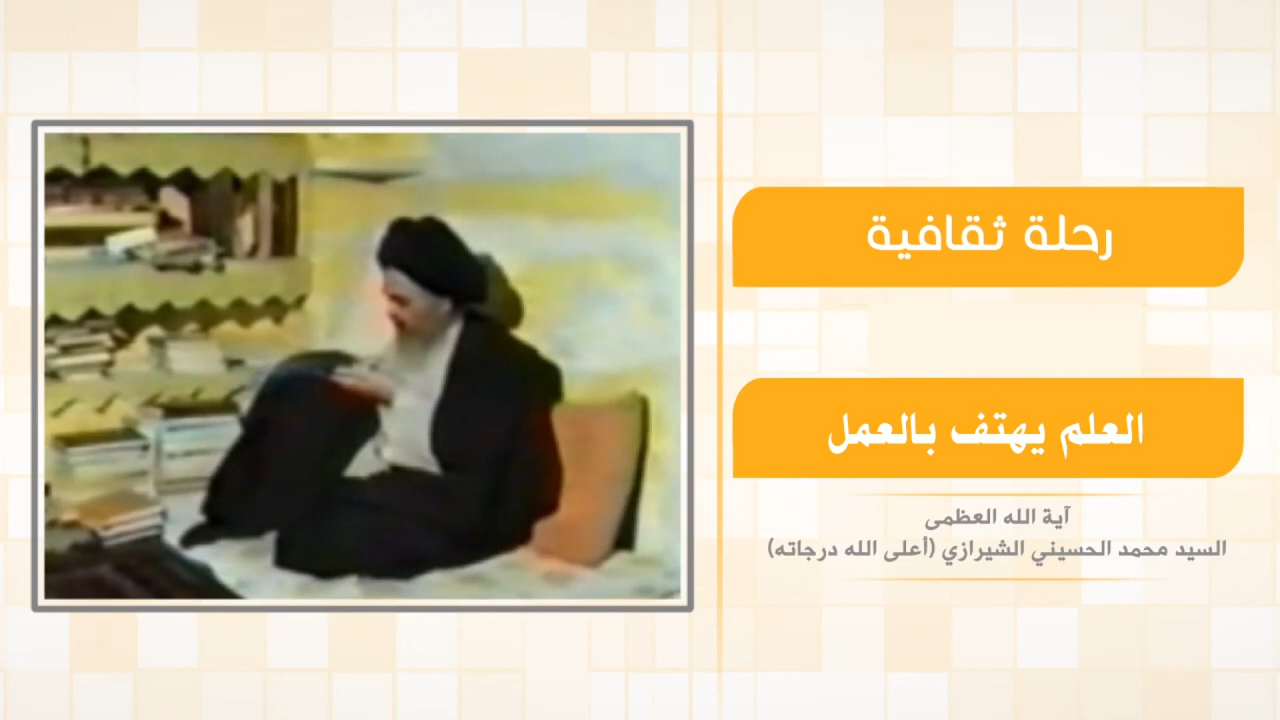 رحلة ثقافية
العلم يهتف بالعمل
آية الله العظمى
السيد محمد الحسيني الشيرازي (أعلى الله درجاته)